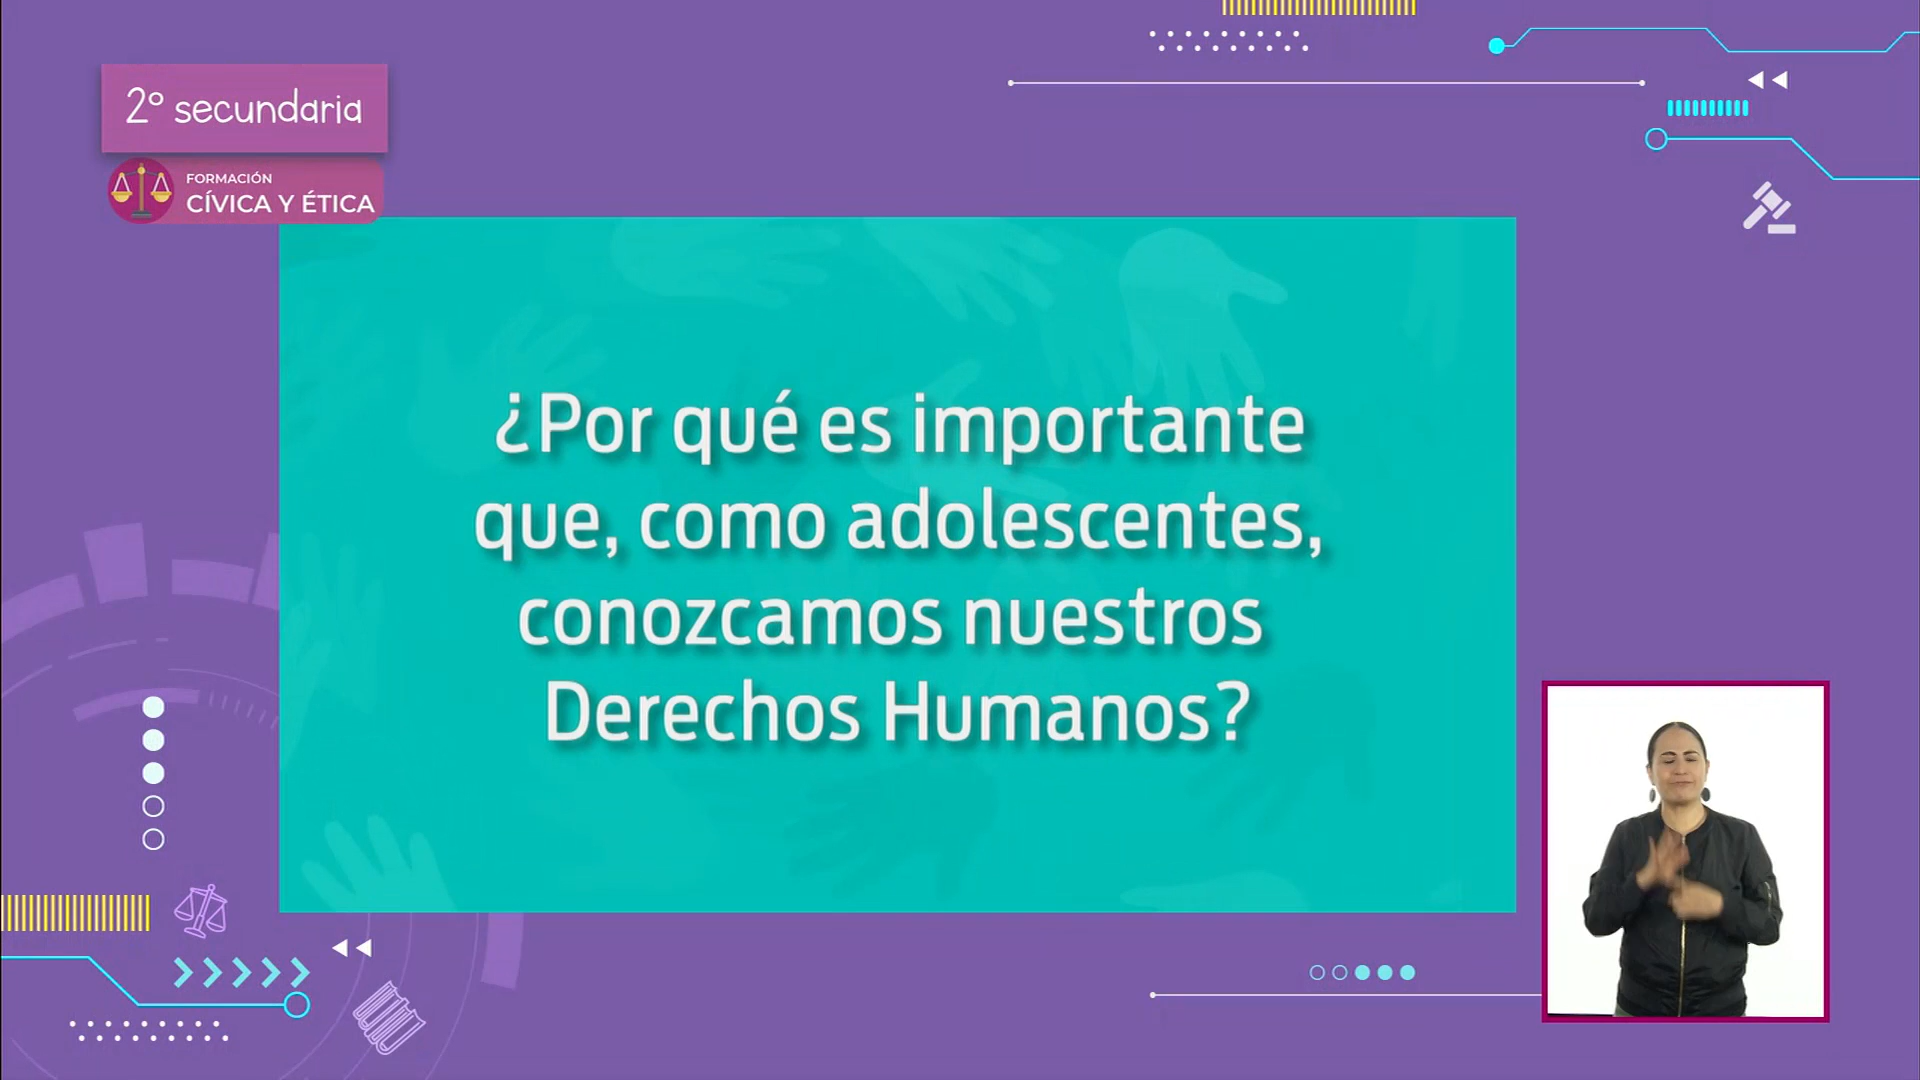 2° secundaria
FORMACIÓN
CÍVICA Y ÉTICA
¿Por qué es importante
que, como adolescentes,
conozcamos nuestros
Derechos Humanos?